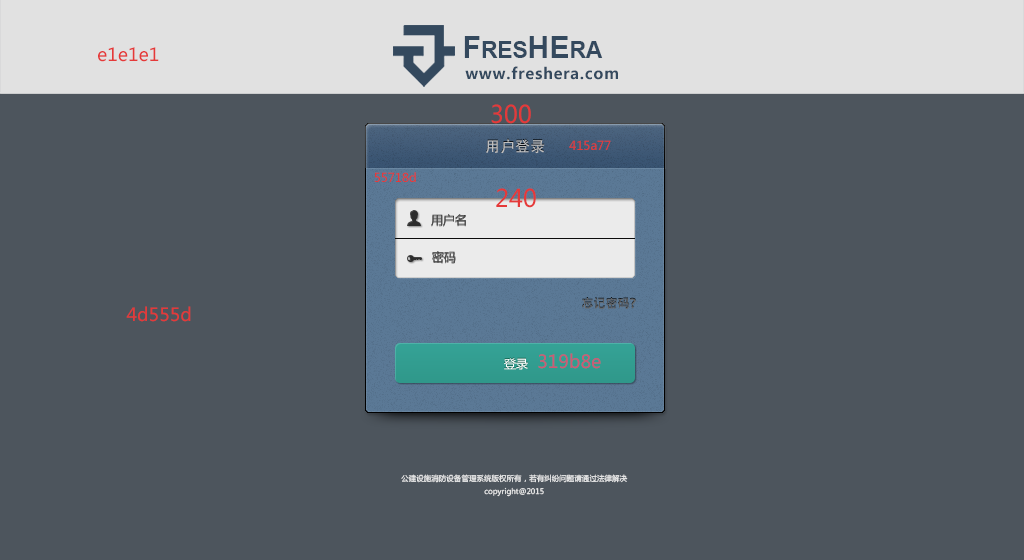 e1e1e1
FRESHERA
www.freshera.com
300
用户登录
415a77
240
用户名
密码
忘记密码?
4d555d
登录
319b8e
公建设施消防设备管理系统版权所有，若有纠纷问题请通过法律解决
copyright@2015